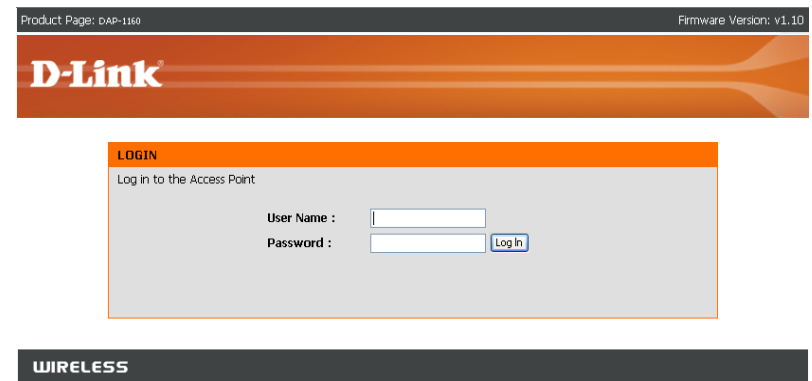 Product Page: DAP-1160 Firmware Version: v1.10
D-Link®
LOGIN
Log in to the Access Point
User Name :
Password : Log In
WIRELESS